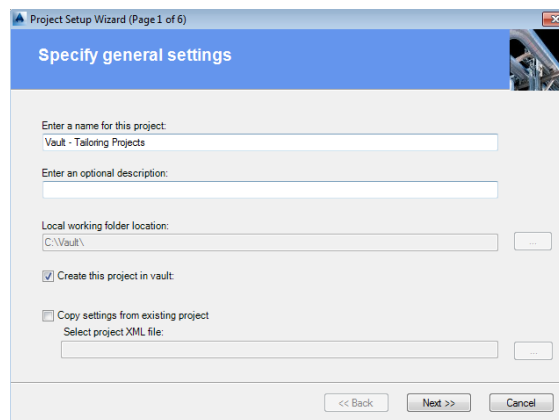 Project Setup Wizard (Page 1 of 6)
Specify general settings
Enter a name for this project:
Vault - Tailoring Projects
Enter an optional description:
Local working folder location:
C:\Vault\
...
Create this project in vault:
Copy settings from existing project
Select project XML file:
...
<< Back
Next >>
Cancel